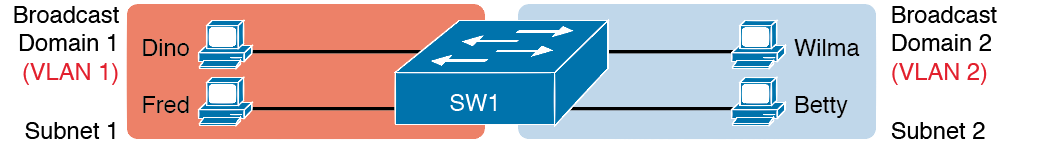 Broadcast
Domain 1
(VLAN 1)
Subnet 1
Dino
Fred
SW1
Wilma
Betty
Broadcast
Domain 2
(VLAN 2)
Subnet 2